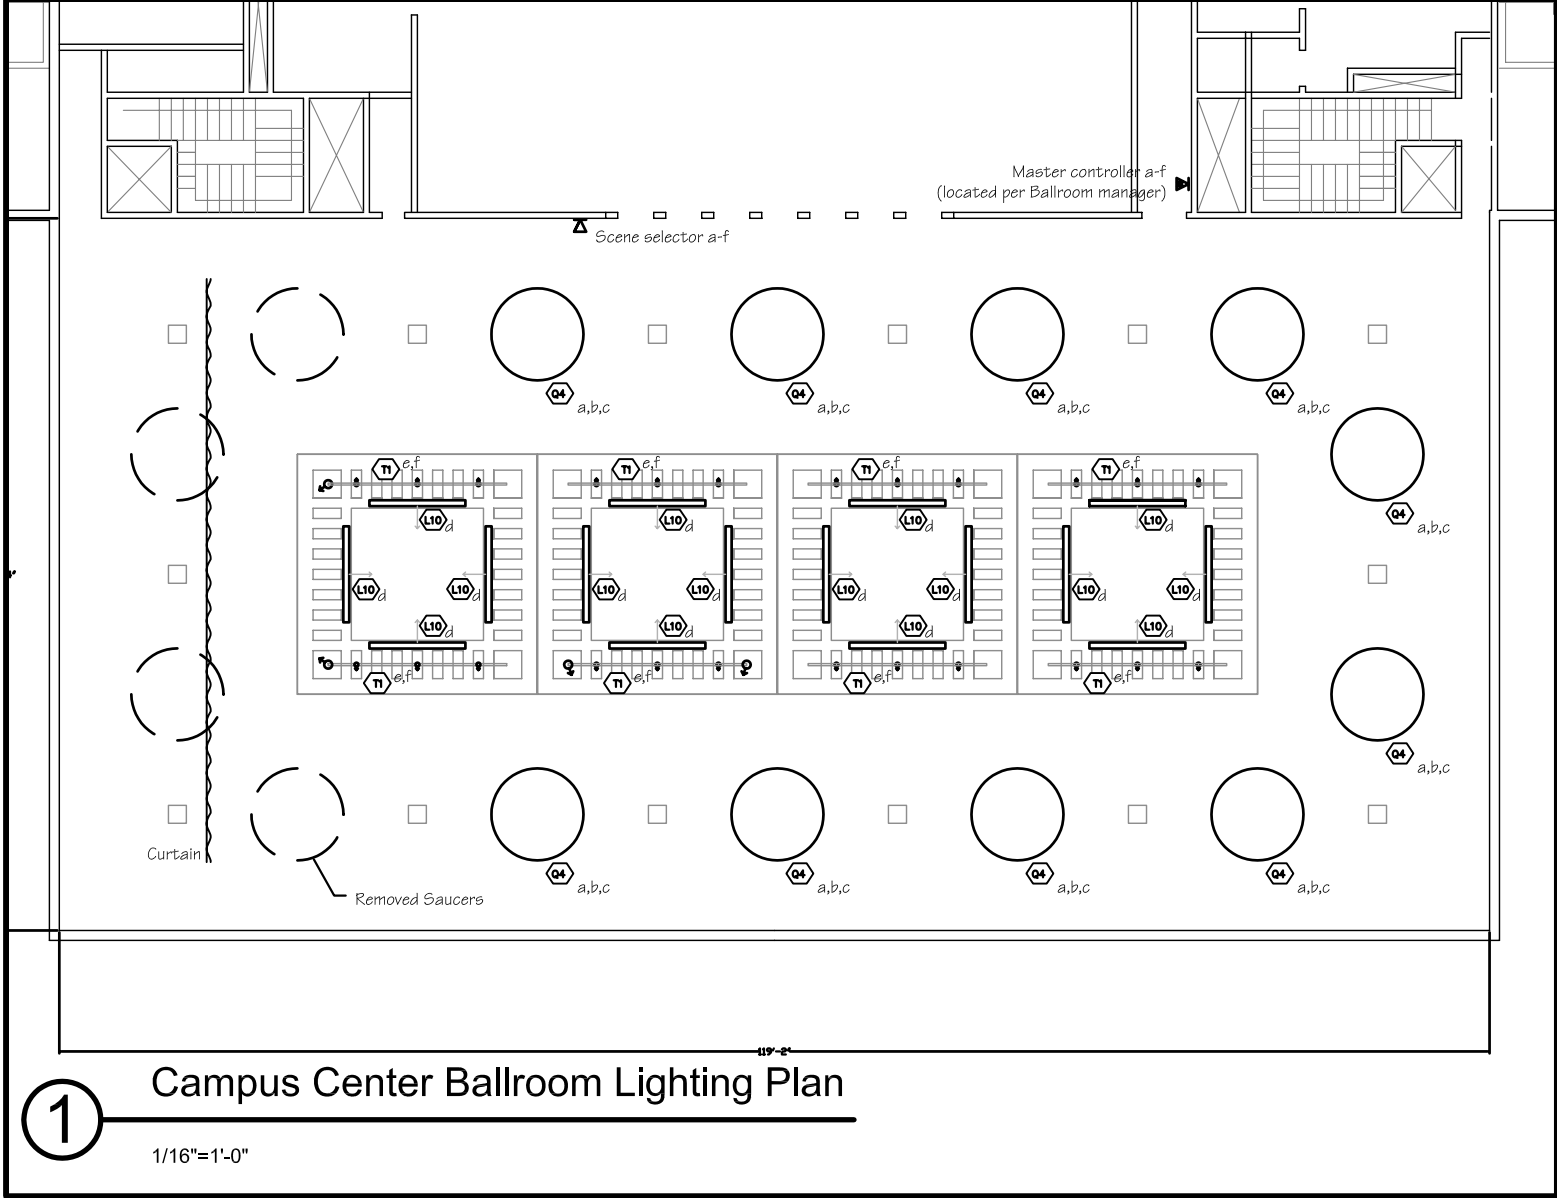 Master controller a-f
(located per Ballroom manager)
Scene selector a-f
Q4 a,b,c
Q4 a,b,c
Q4 a,b,c
Q4 a,b,c
T1 e,f
T1 e,f
T1 e,f
T1 e,f
L10 d
L10 d
L10 d
L10 d
Q4 a,b,c
L10 d
L10 d
L10 d
L10 d
L10 d
L10 d
L10 d
L10 d
L10 d
L10 d
L10 d
L10 d
T1 e,f
T1 e,f
T1 e,f
T1 e,f
Q4 a,b,c
Curtain
Q4 a,b,c
Q4 a,b,c
Q4 a,b,c
Q4 a,b,c
Removed Saucers
119'-2"
1 Campus Center Ballroom Lighting Plan
1/16"=1'-0"